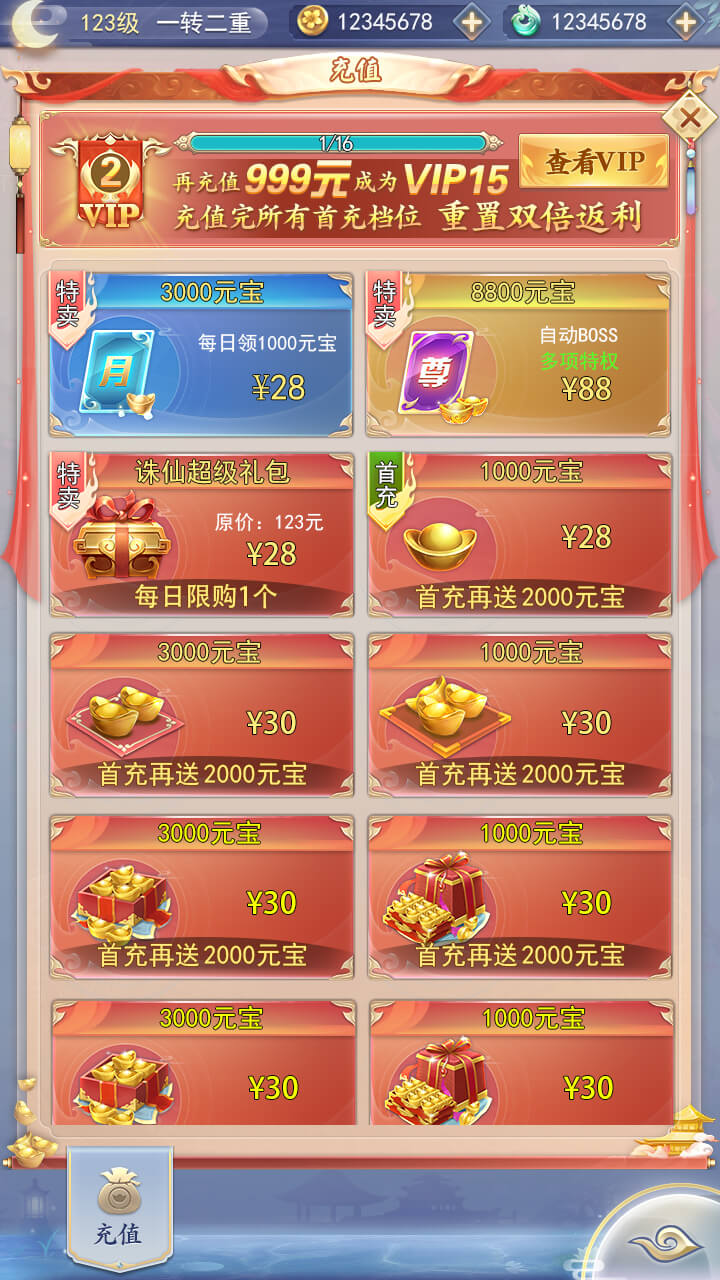 123级 一转二重 12345678 12345678
充值
1/16
2
VIP
再充值999元成为VIP15
查看VIP
充值完所有首充档位 重置双倍返利
特卖
3000元宝
月
每日领1000元宝
¥28
特卖
8800元宝
尊
自动BOSS
多项特权
¥88
特卖
诛仙超级礼包
原价：123元
¥28
每日限购1个
首充
1000元宝
¥28
首充再送2000元宝
3000元宝
¥30
首充再送2000元宝
1000元宝
¥30
首充再送2000元宝
3000元宝
¥30
首充再送2000元宝
1000元宝
¥30
首充再送2000元宝
3000元宝
¥30
1000元宝
¥30
充值